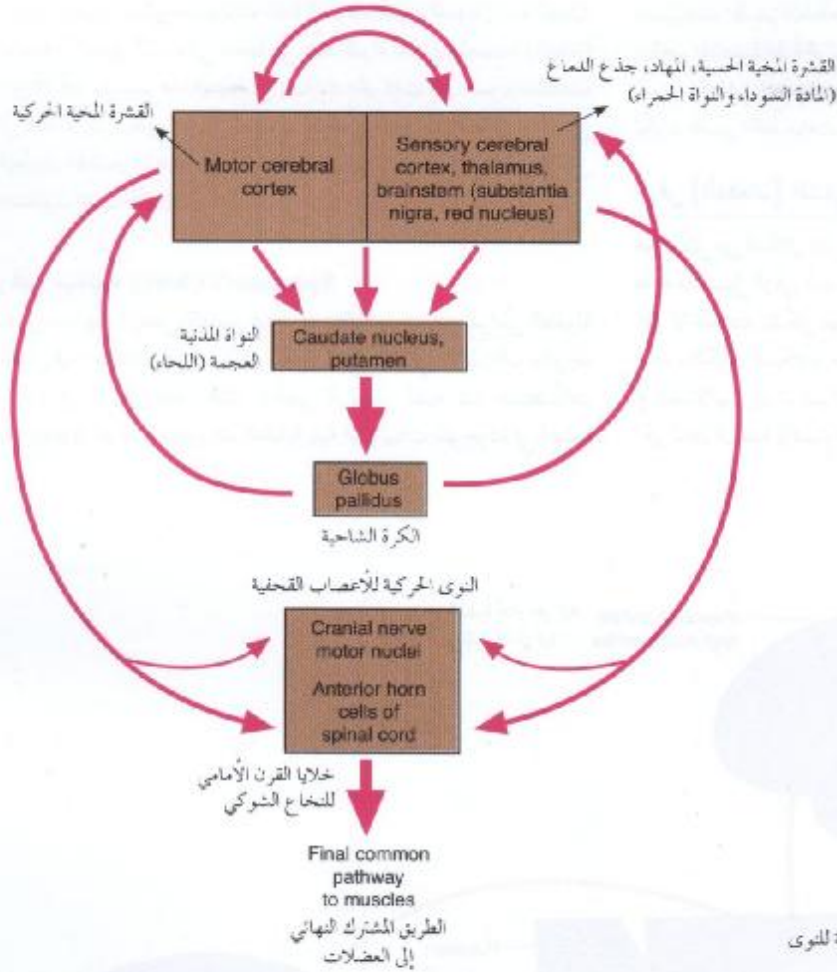 القشرة المخية الحسية، المهاد، جذع الدماغ
(المادة السوداء والنواة الحمراء)
القشرة المخية الحركية
Motor cerebral
cortex
Sensory cerebral
cortex, thalamus,
brainstem (substantia
nigra, red nucleus)
النواة المذنبة
العجمة (اللحاء)
Caudate nucleus,
putamen
Globus
pallidus
الكرة الشاحبة
النوى الحركية للأعصاب القحفية
Cranial nerve
motor nuclei
Anterior horn
cells of
spinal cord
خلايا القرن الأمامي
للنخاع الشوكي
Final common
pathway
to muscles
الطريق المشترك النهائي
إلى العضلات
ة للنوى